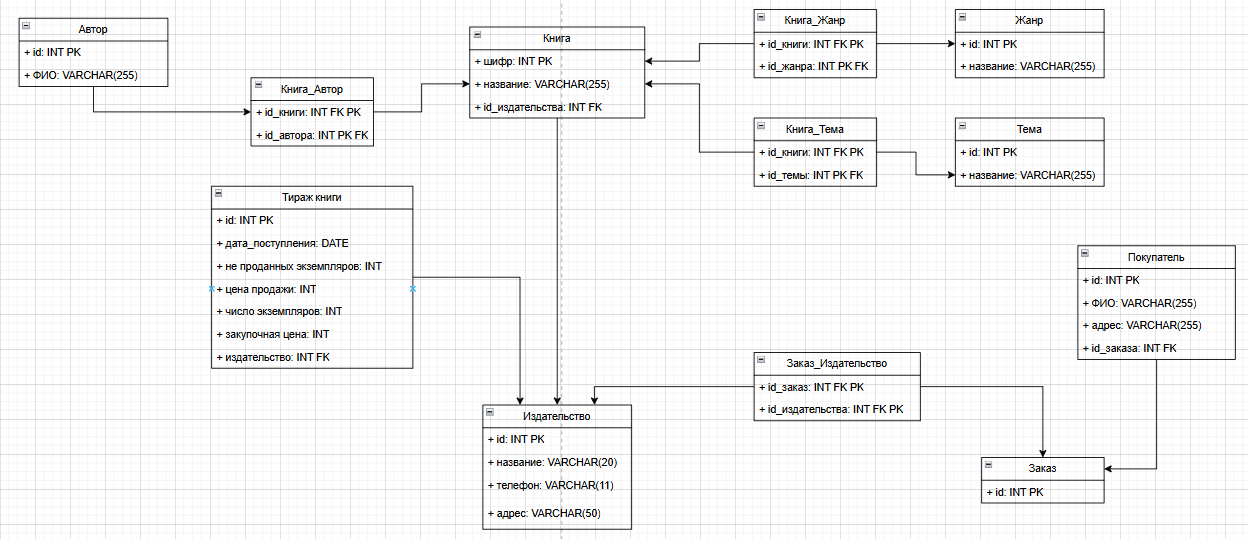 Автор
+ id: INT PK
+ ФИО: VARCHAR(255)
Книга_Автор
+ id_книги: INT FK PK
+ id_автора: INT PK FK
Книга
+ шифр: INT PK
+ название: VARCHAR(255)
+ id_издательства: INT FK
Книга_Жанр
+ id_книги: INT FK PK
+ id_жанра: INT PK FK
Жанр
+ id: INT PK
+ название: VARCHAR(255)
Книга_Тема
+ id_книги: INT FK PK
+ id_темы: INT PK FK
Тема
+ id: INT PK
+ название: VARCHAR(255)
Тираж книги
+ id: INT PK
+ дата_поступления: DATE
+ не проданных экземпляров: INT
+ цена продажи: INT
+ число экземпляров: INT
+ закупочная цена: INT
+ издательство: INT FK
Покупатель
+ id: INT PK
+ ФИО: VARCHAR(255)
+ адрес: VARCHAR(255)
+ id_заказа: INT FK
Заказ_Издательство
+ id_заказ: INT FK PK
+ id_издательства: INT FK PK
Издательство
+ id: INT PK
+ название: VARCHAR(20)
+ телефон: VARCHAR(11)
+ адрес: VARCHAR(50)
Заказ
+ id: INT PK